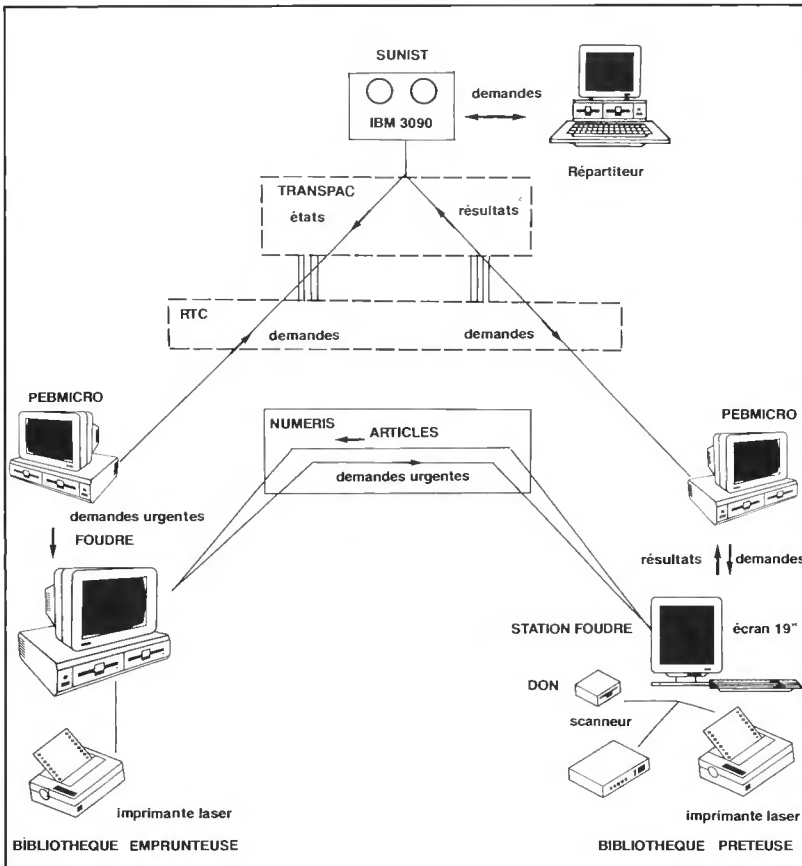 SUNIST
IBM 3090
demandes
Répartiteur
TRANSPAC
états
résultats
RTC
demandes
demandes
PEBMICRO
NUMERIS
ARTICLES
demandes urgentes
PEBMICRO
demandes urgentes
FOUDRE
résultats
demandes
STATION FOUDRE
écran 19"
DON
scanneur
imprimante laser
imprimante laser
BIBLIOTHEQUE EMPRUNTEUSE
BIBLIOTHEQUE PRETEUSE